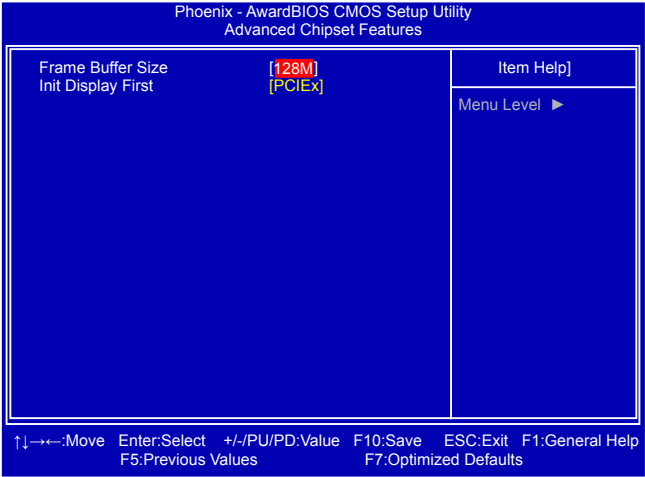 Phoenix - AwardBIOS CMOS Setup Utility
Advanced Chipset Features
Frame Buffer Size [128M]
Init Display First [PCIEx]
Item Help]
Menu Level ►
↑↓→←:Move Enter:Select +/-/PU/PD:Value F10:Save ESC:Exit F1:General Help
F5:Previous Values F7:Optimized Defaults